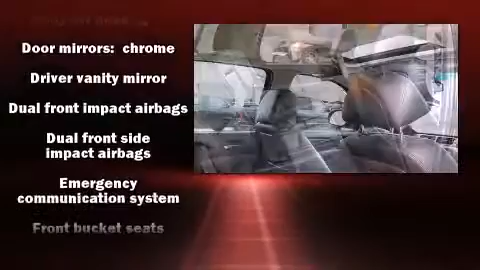 Door mirrors: chrome
Driver vanity mirror
Dual front impact airbags
Dual front side
impact airbags
Emergency
communication system
Front bucket seats